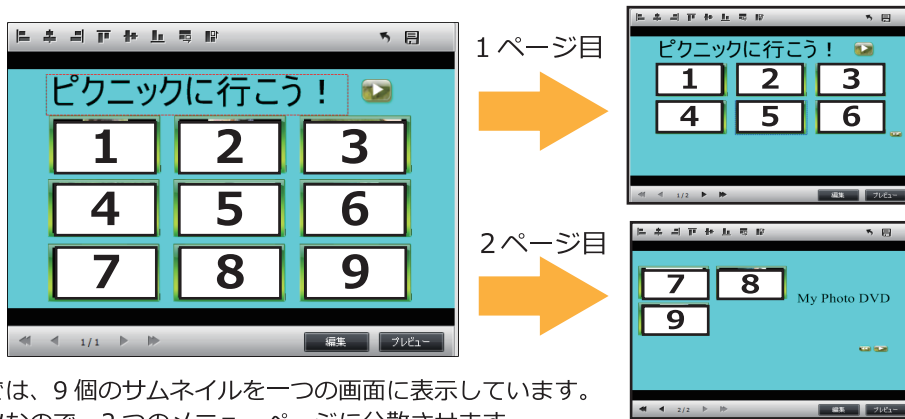 ピクニックに行こう！
1 2 3
4 5 6
7 8 9
1/1
編集 プレビュー
1ページ目
ピクニックに行こう！
1 2 3
4 5 6
1/2
編集 プレビュー
2ページ目
7 8
9
My Photo DVD
2/2
編集 プレビュー
では、9個のサムネイルを一つの画面に表示しています。